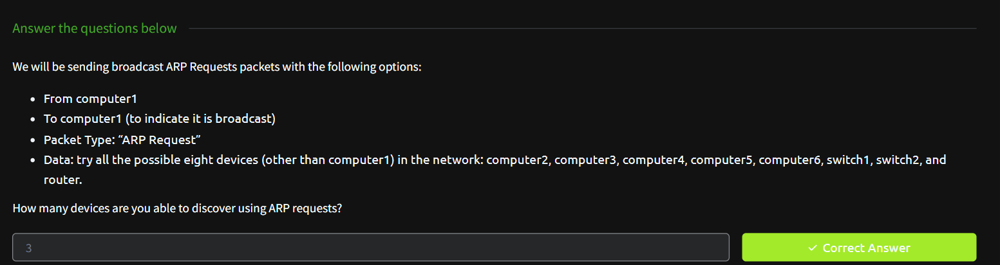 Answer the questions below
We will be sending broadcast ARP Requests packets with the following options:
• From computer1
• To computer1 (to indicate it is broadcast)
• Packet Type: “ARP Request”
• Data: try all the possible eight devices (other than computer1) in the network: computer2, computer3, computer4, computer5, computer6, switch1, switch2, and
router.
How many devices are you able to discover using ARP requests?
3
✓ Correct Answer